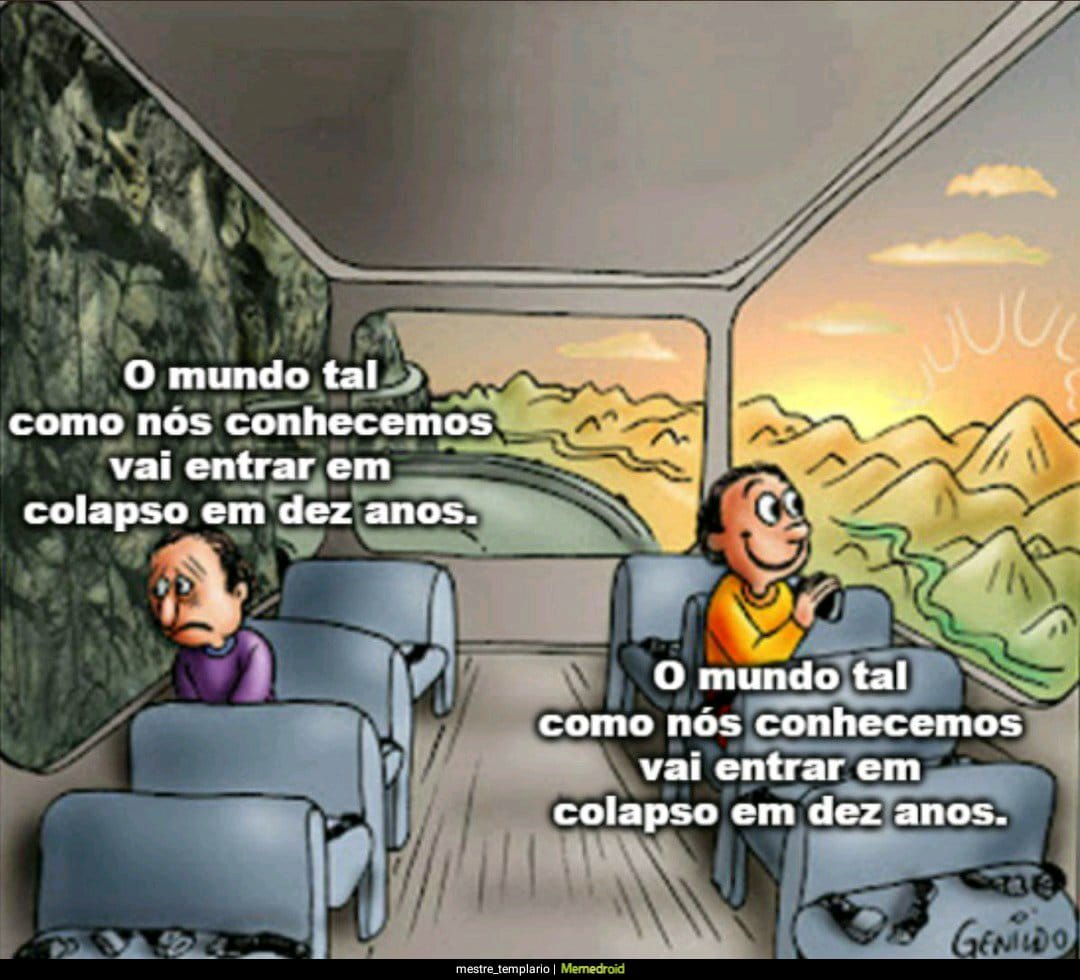 O mundo tal
como nós conhecemos
vai entrar em
colapso em dez anos.
O mundo tal
como nós conhecemos
vai entrar em
colapso em dez anos.
GENILDO
mestre_templario | Memedroid